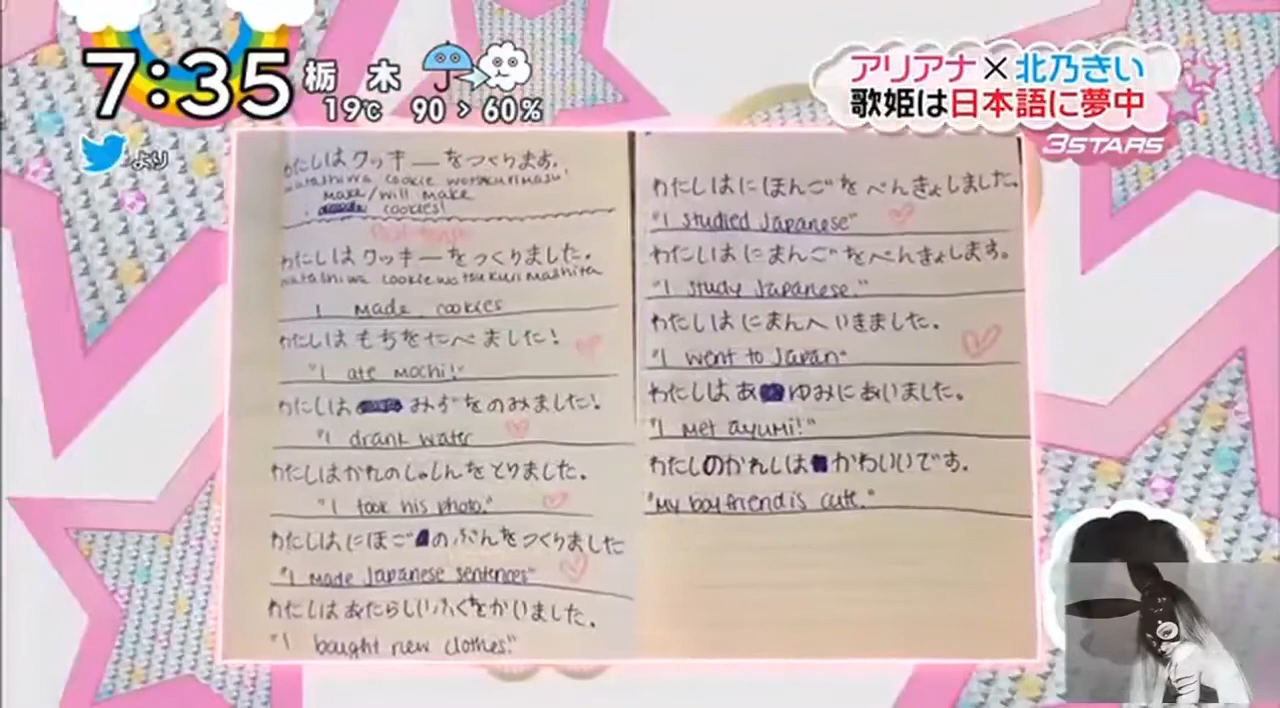 7:35
栃木
19℃ 90 > 60%
より
アリアナ×北乃きい
歌姫は日本語に夢中
3STARS
わたしはクッキーをつくります。
watashiwa cookie wotsukurimasu!
make/will make
cookies!
Past tense
わたしはクッキーをつくりました。
watashiwa cookie wo tsukurimashita
I made cookies
わたしはもちをたべました!
"I ate mochi!"
わたしは みずをのみました!
"I drank water
わたしはかれのしゃしんをとりました。
"I took his photo."
わたしはにほご のぶんをつくりました
"I made Japanese sentences"
わたしはあたらしいふくをかいました。
"I bought new clothes!"
わたしはにほんごをべんきょしました。
"I studied Japanese"
わたしはにまんごをべんきょします。
"I study Japanese."
わたしはにまんへいきました。
"I went to Japan"
わたしはあ ゆみにあいました。
"I met ayumi!"
わたしのかれしは かわいいです.
"My boyfriend is cute."